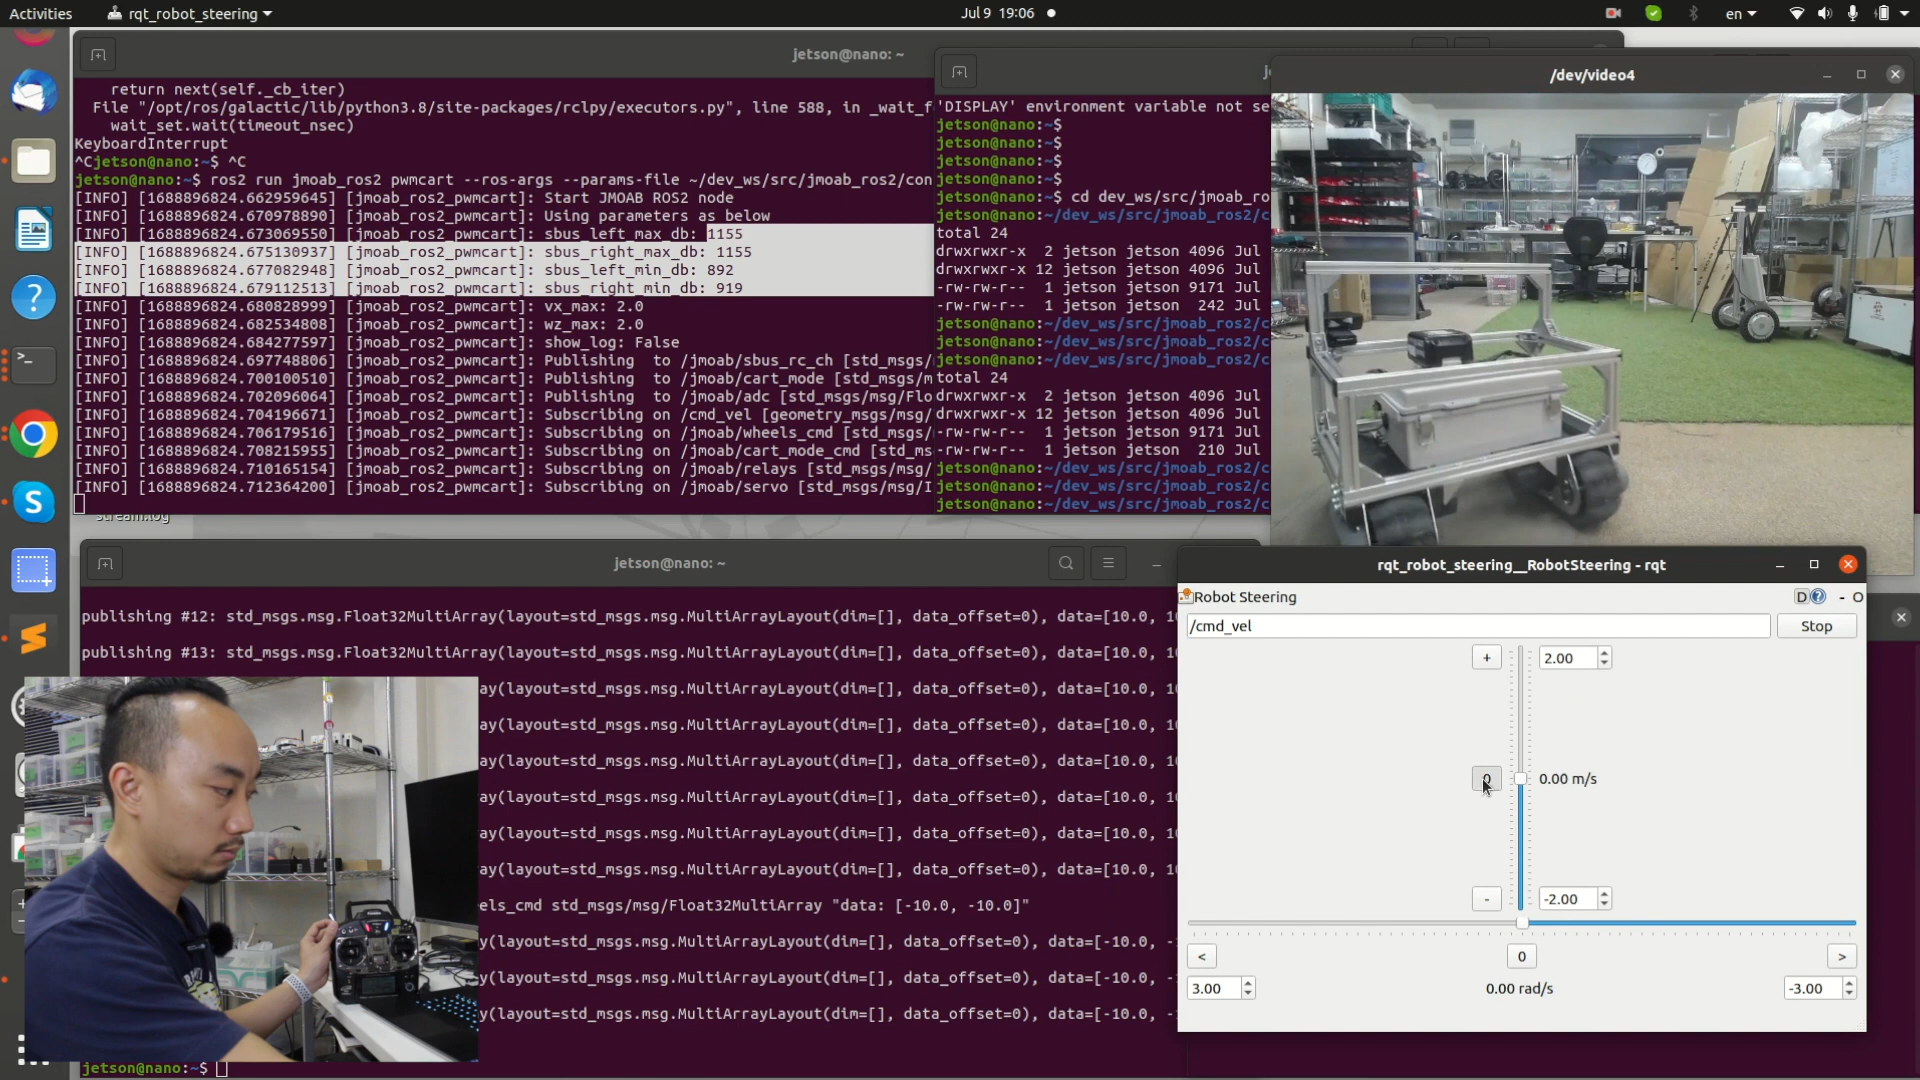 Activities
rqt_robot_steering
Jul 9 19:06
en
jetson@nano: ~
return next(self._cb_iter)
File "/opt/ros/galactic/lib/python3.8/site-packages/rclpy/executors.py", line 588, in _wait_f
wait_set.wait(timeout_nsec)
KeyboardInterrupt
^Cjetson@nano:~$ ^C
jetson@nano:~$ ros2 run jmoab_ros2 pwmcart --ros-args --params-file ~/dev_ws/src/jmoab_ros2/con
[INFO] [1688896824.662959645] [jmoab_ros2_pwmcart]: Start JMOAB ROS2 node
[INFO] [1688896824.670978890] [jmoab_ros2_pwmcart]: Using parameters as below
[INFO] [1688896824.673069550] [jmoab_ros2_pwmcart]: sbus_left_max_db: 1155
[INFO] [1688896824.675130937] [jmoab_ros2_pwmcart]: sbus_right_max_db: 1155
[INFO] [1688896824.677082948] [jmoab_ros2_pwmcart]: sbus_left_min_db: 892
[INFO] [1688896824.679112513] [jmoab_ros2_pwmcart]: sbus_right_min_db: 919
[INFO] [1688896824.680828999] [jmoab_ros2_pwmcart]: vx_max: 2.0
[INFO] [1688896824.682534808] [jmoab_ros2_pwmcart]: wz_max: 2.0
[INFO] [1688896824.684277597] [jmoab_ros2_pwmcart]: show_log: False
[INFO] [1688896824.697748806] [jmoab_ros2_pwmcart]: Publishing  to /jmoab/sbus_rc_ch [std_msgs/
[INFO] [1688896824.700100510] [jmoab_ros2_pwmcart]: Publishing  to /jmoab/cart_mode [std_msgs/m
[INFO] [1688896824.702096064] [jmoab_ros2_pwmcart]: Publishing  to /jmoab/adc [std_msgs/msg/Flo
[INFO] [1688896824.704196671] [jmoab_ros2_pwmcart]: Subscribing on /cmd_vel [geometry_msgs/msg/
[INFO] [1688896824.706179516] [jmoab_ros2_pwmcart]: Subscribing on /jmoab/wheels_cmd [std_msgs/
[INFO] [1688896824.708215955] [jmoab_ros2_pwmcart]: Subscribing on /jmoab/cart_mode_cmd [std_ms
[INFO] [1688896824.710165154] [jmoab_ros2_pwmcart]: Subscribing on /jmoab/relays [std_msgs/msg/
[INFO] [1688896824.712364200] [jmoab_ros2_pwmcart]: Subscribing on /jmoab/servo [std_msgs/msg/I
stream.log
'DISPLAY' environment variable not se
jetson@nano:~$
jetson@nano:~$
jetson@nano:~$
jetson@nano:~$
jetson@nano:~$ cd dev_ws/src/jmoab_ro
jetson@nano:~/dev_ws/src/jmoab_ros2/c
total 24
drwxrwxr-x  2 jetson jetson 4096 Jul
drwxrwxr-x 12 jetson jetson 4096 Jul
-rw-rw-r--  1 jetson jetson 9171 Jul
-rw-rw-r--  1 jetson jetson  242 Jul
jetson@nano:~/dev_ws/src/jmoab_ros2/c
jetson@nano:~/dev_ws/src/jmoab_ros2/c
jetson@nano:~/dev_ws/src/jmoab_ros2/c
total 24
drwxrwxr-x  2 jetson jetson 4096 Jul
drwxrwxr-x 12 jetson jetson 4096 Jul
-rw-rw-r--  1 jetson jetson 9171 Jul
-rw-rw-r--  1 jetson jetson  210 Jul
jetson@nano:~/dev_ws/src/jmoab_ros2/c
jetson@nano:~/dev_ws/src/jmoab_ros2/c
jetson@nano:~/dev_ws/src/jmoab_ros2/c
/dev/video4
jetson@nano: ~
publishing #12: std_msgs.msg.Float32MultiArray(layout=std_msgs.msg.MultiArrayLayout(dim=[], data_offset=0), data=[10.0, 10
publishing #13: std_msgs.msg.Float32MultiArray(layout=std_msgs.msg.MultiArrayLayout(dim=[], data_offset=0), data=[10.0, 10
ay(layout=std_msgs.msg.MultiArrayLayout(dim=[], data_offset=0), data=[10.0, 10
ay(layout=std_msgs.msg.MultiArrayLayout(dim=[], data_offset=0), data=[10.0, 10
ay(layout=std_msgs.msg.MultiArrayLayout(dim=[], data_offset=0), data=[10.0, 10
ay(layout=std_msgs.msg.MultiArrayLayout(dim=[], data_offset=0), data=[10.0, 10
ay(layout=std_msgs.msg.MultiArrayLayout(dim=[], data_offset=0), data=[10.0, 10
ay(layout=std_msgs.msg.MultiArrayLayout(dim=[], data_offset=0), data=[10.0, 10
els_cmd std_msgs/msg/Float32MultiArray "data: [-10.0, -10.0]"
y(layout=std_msgs.msg.MultiArrayLayout(dim=[], data_offset=0), data=[-10.0, -
y(layout=std_msgs.msg.MultiArrayLayout(dim=[], data_offset=0), data=[-10.0, -
y(layout=std_msgs.msg.MultiArrayLayout(dim=[], data_offset=0), data=[-10.0, -
jetson@nano:~$
rqt_robot_steering__RobotSteering - rqt
Robot Steering
D
- O
/cmd_vel
Stop
+
2.00
0
0.00 m/s
-
-2.00
<
0
>
3.00
0.00 rad/s
-3.00